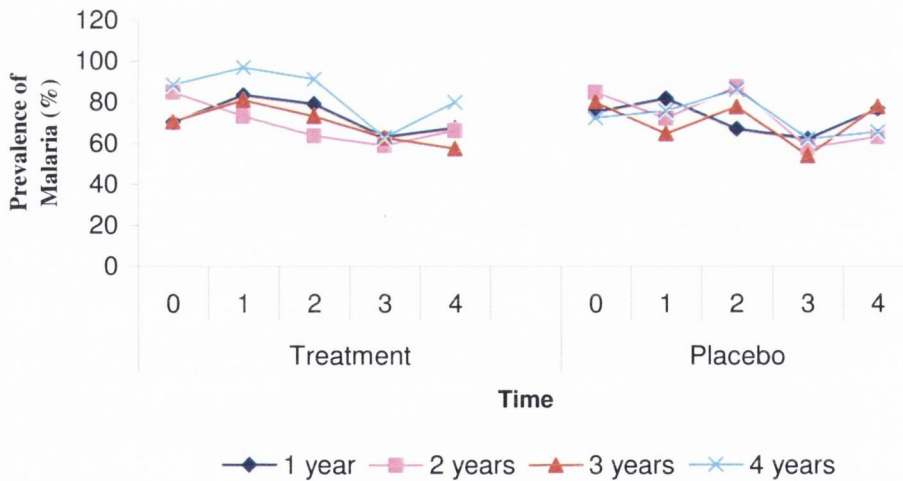 120
100
80
60
40
20
0
Prevalence of
Malaria (%)
0 1 2 3 4 0 1 2 3 4
Treatment Placebo
Time
1 year 2 years 3 years 4 years